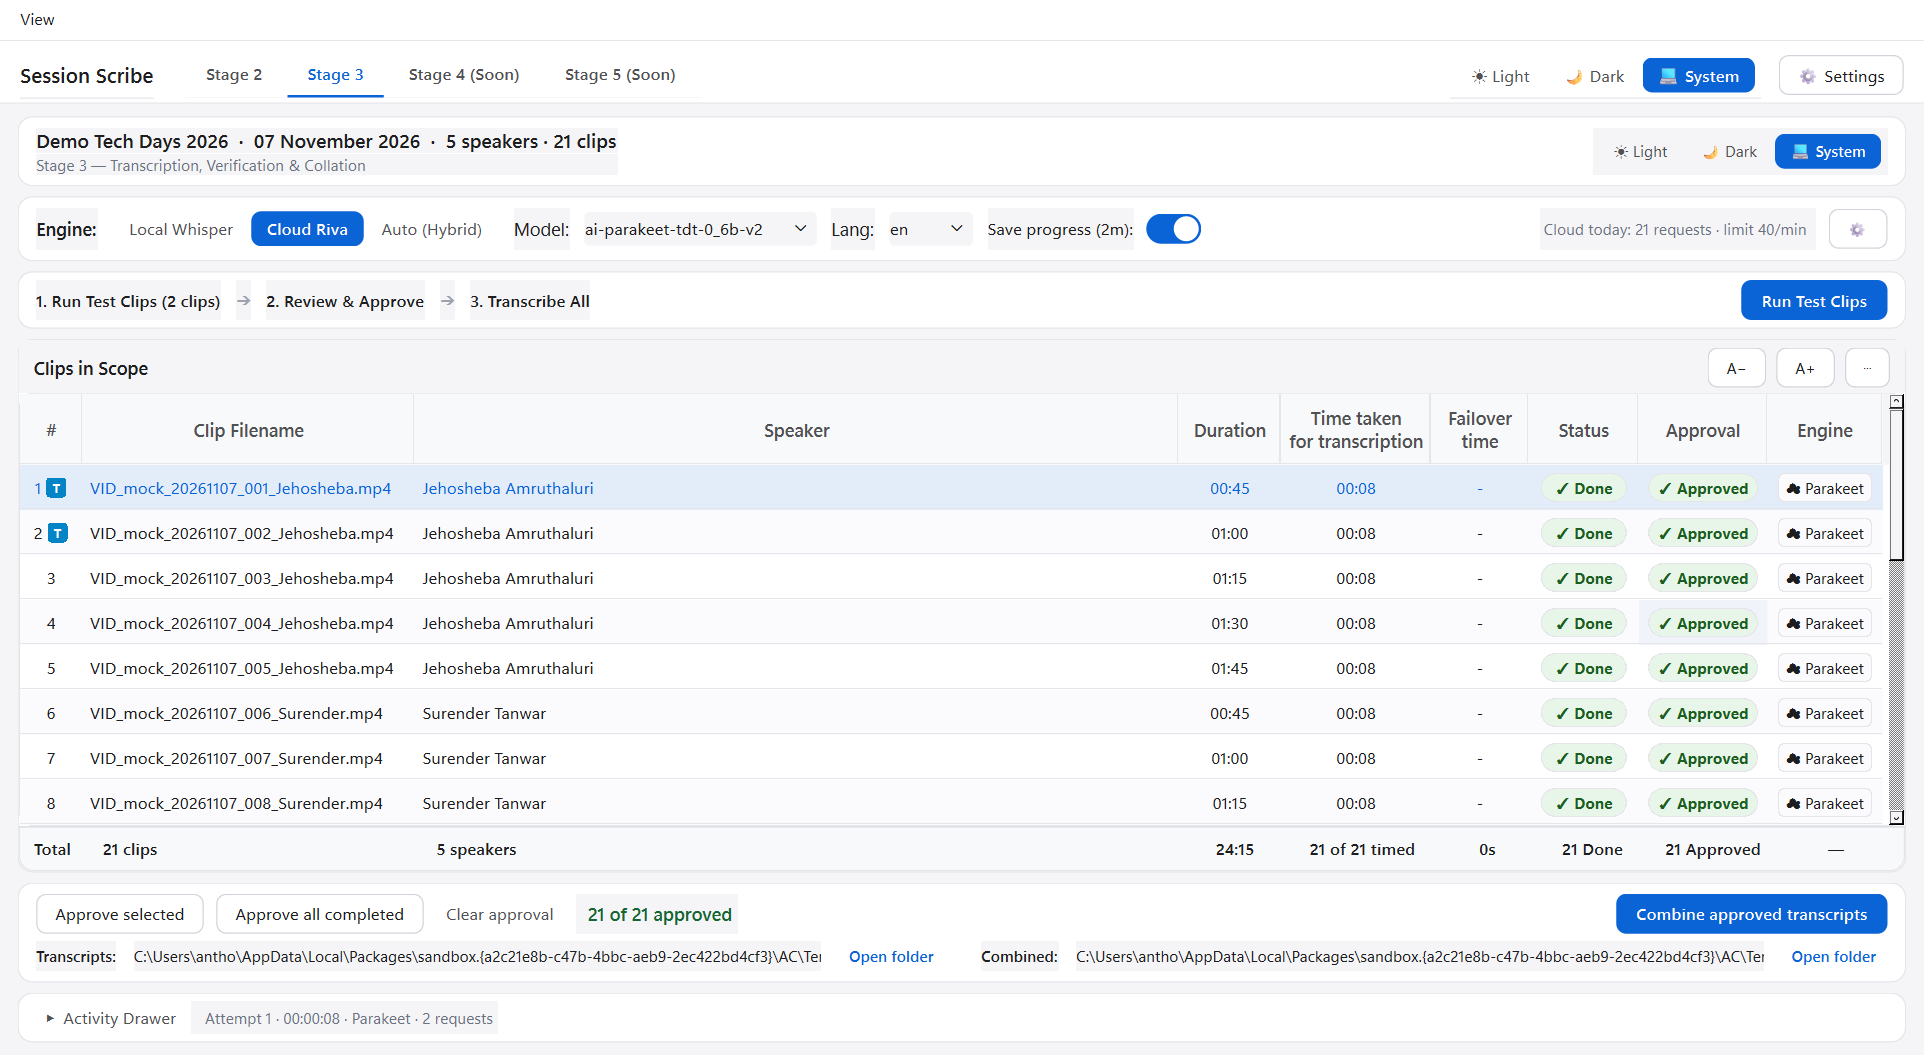 View
Session Scribe Stage 2 Stage 3 Stage 4 (Soon) Stage 5 (Soon) Light Dark System Settings
Demo Tech Days 2026 · 07 November 2026 · 5 speakers · 21 clips
Stage 3 — Transcription, Verification & Collation
Light Dark System
Engine: Local Whisper Cloud Riva Auto (Hybrid) Model: ai-parakeet-tdt-0_6b-v2 Lang: en Save progress (2m): Cloud today: 21 requests · limit 40/min
1. Run Test Clips (2 clips) → 2. Review & Approve → 3. Transcribe All Run Test Clips
Clips in Scope A− A+ ...
# Clip Filename Speaker Duration Time taken for transcription Failover time Status Approval Engine
1 T VID_mock_20261107_001_Jehosheba.mp4 Jehosheba Amruthaluri 00:45 00:08 - ✓ Done ✓ Approved Parakeet
2 T VID_mock_20261107_002_Jehosheba.mp4 Jehosheba Amruthaluri 01:00 00:08 - ✓ Done ✓ Approved Parakeet
3 VID_mock_20261107_003_Jehosheba.mp4 Jehosheba Amruthaluri 01:15 00:08 - ✓ Done ✓ Approved Parakeet
4 VID_mock_20261107_004_Jehosheba.mp4 Jehosheba Amruthaluri 01:30 00:08 - ✓ Done ✓ Approved Parakeet
5 VID_mock_20261107_005_Jehosheba.mp4 Jehosheba Amruthaluri 01:45 00:08 - ✓ Done ✓ Approved Parakeet
6 VID_mock_20261107_006_Surender.mp4 Surender Tanwar 00:45 00:08 - ✓ Done ✓ Approved Parakeet
7 VID_mock_20261107_007_Surender.mp4 Surender Tanwar 01:00 00:08 - ✓ Done ✓ Approved Parakeet
8 VID_mock_20261107_008_Surender.mp4 Surender Tanwar 01:15 00:08 - ✓ Done ✓ Approved Parakeet
Total 21 clips 5 speakers 24:15 21 of 21 timed 0s 21 Done 21 Approved —
Approve selected Approve all completed Clear approval 21 of 21 approved Combine approved transcripts
Transcripts: C:\Users\antho\AppData\Local\Packages\sandbox.{a2c21e8b-c47b-4bbc-aeb9-2ec422bd4cf3}\AC\Ter Open folder Combined: C:\Users\antho\AppData\Local\Packages\sandbox.{a2c21e8b-c47b-4bbc-aeb9-2ec422bd4cf3}\AC\Ter Open folder
▸ Activity Drawer Attempt 1 · 00:00:08 · Parakeet · 2 requests